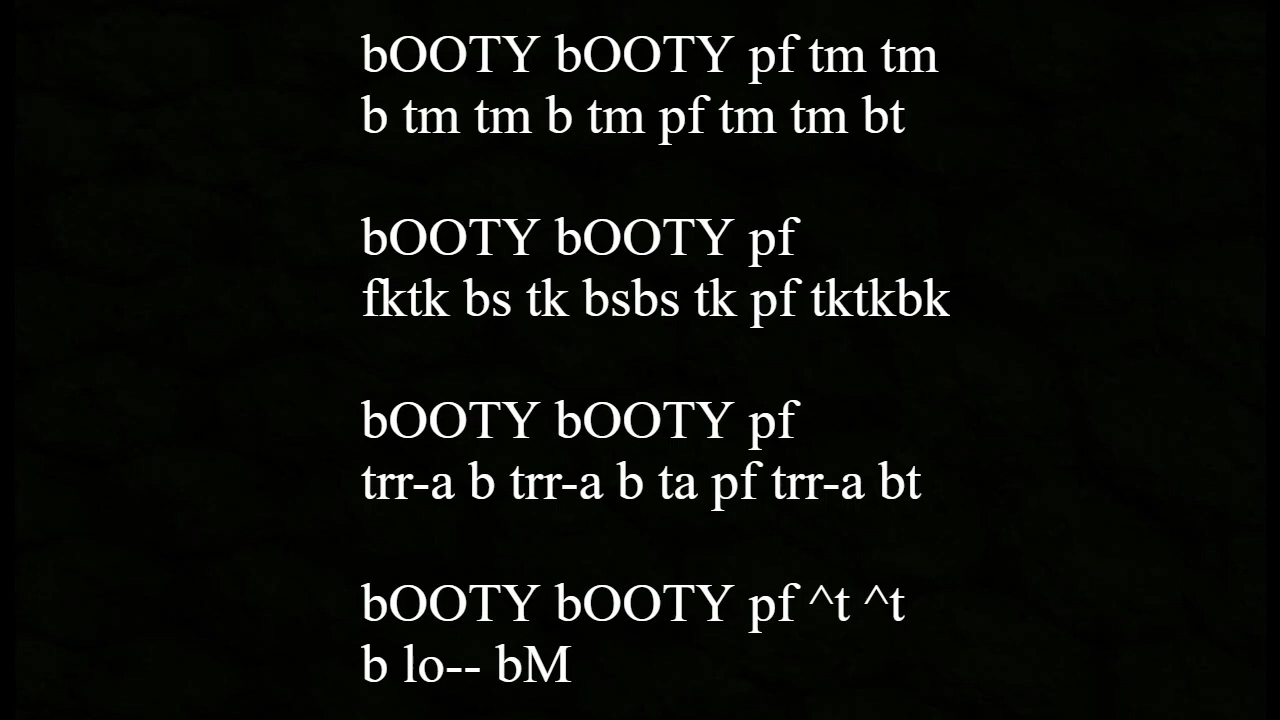 bOOTY bOOTY pf tm tm
b tm tm b tm pf tm tm bt
bOOTY bOOTY pf
fktk bs tk bsbs tk pf tktkbk
bOOTY bOOTY pf
trr-a b trr-a b ta pf trr-a bt
bOOTY bOOTY pf ^t ^t
b lo-- bM